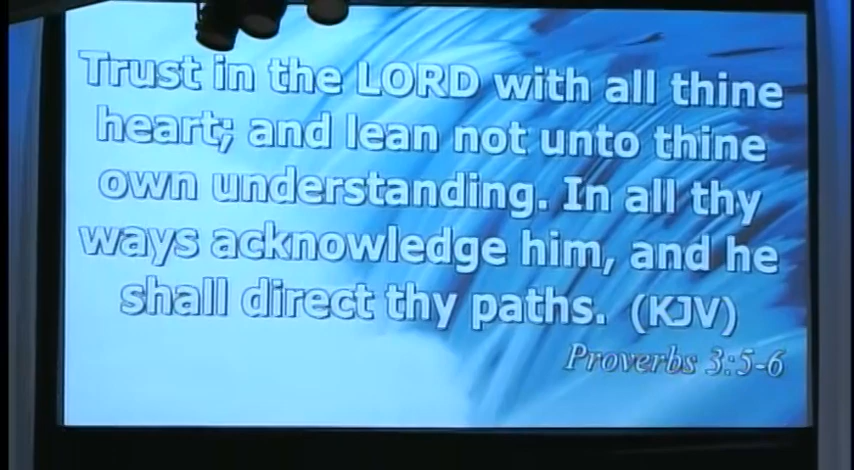 Trust in the LORD with all thine
heart; and lean not unto thine
own understanding. In all thy
ways acknowledge him, and he
shall direct thy paths. (KJV)
Proverbs 3:5-6